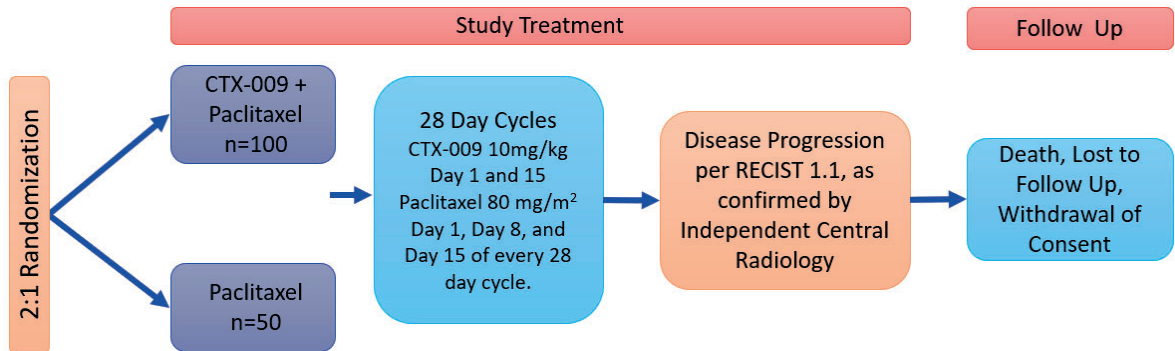 Study Treatment
Follow Up
2:1 Randomization
CTX-009 +
Paclitaxel
n=100
Paclitaxel
n=50
28 Day Cycles
CTX-009 10mg/kg
Day 1 and 15
Paclitaxel 80 mg/m²
Day 1, Day 8, and
Day 15 of every 28
day cycle.
Disease Progression
per RECIST 1.1, as
confirmed by
Independent Central
Radiology
Death, Lost to
Follow Up,
Withdrawal of
Consent